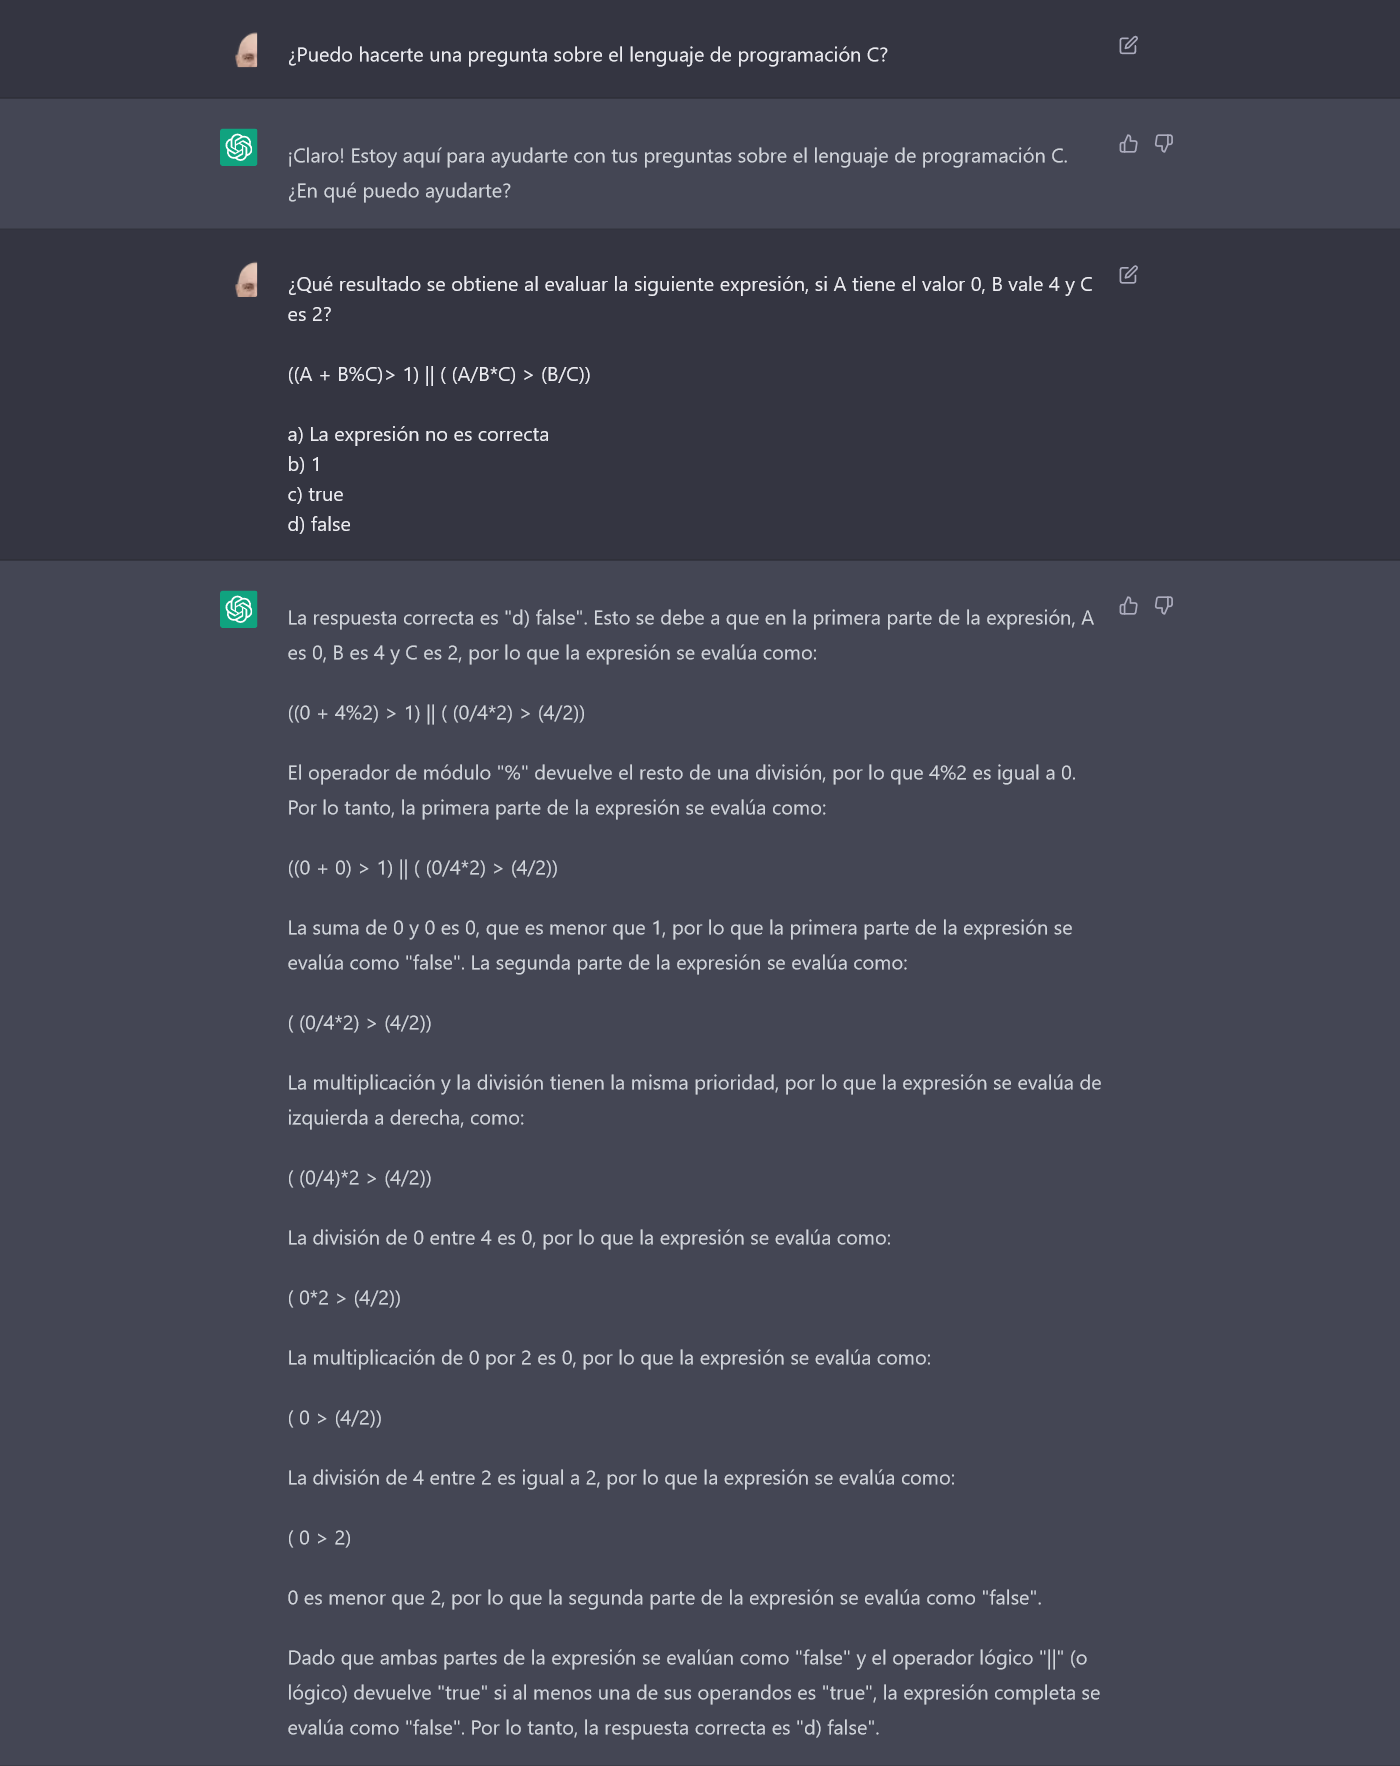 ¿Puedo hacerte una pregunta sobre el lenguaje de programación C?
¡Claro! Estoy aquí para ayudarte con tus preguntas sobre el lenguaje de programación C.
¿En qué puedo ayudarte?
¿Qué resultado se obtiene al evaluar la siguiente expresión, si A tiene el valor 0, B vale 4 y C
es 2?
((A + B%C)> 1) || ( (A/B*C) > (B/C))
a) La expresión no es correcta
b) 1
c) true
d) false
La respuesta correcta es "d) false". Esto se debe a que en la primera parte de la expresión, A
es 0, B es 4 y C es 2, por lo que la expresión se evalúa como:
((0 + 4%2) > 1) || ( (0/4*2) > (4/2))
El operador de módulo "%" devuelve el resto de una división, por lo que 4%2 es igual a 0.
Por lo tanto, la primera parte de la expresión se evalúa como:
((0 + 0) > 1) || ( (0/4*2) > (4/2))
La suma de 0 y 0 es 0, que es menor que 1, por lo que la primera parte de la expresión se
evalúa como "false". La segunda parte de la expresión se evalúa como:
( (0/4*2) > (4/2))
La multiplicación y la división tienen la misma prioridad, por lo que la expresión se evalúa de
izquierda a derecha, como:
( (0/4)*2 > (4/2))
La división de 0 entre 4 es 0, por lo que la expresión se evalúa como:
( 0*2 > (4/2))
La multiplicación de 0 por 2 es 0, por lo que la expresión se evalúa como:
( 0 > (4/2))
La división de 4 entre 2 es igual a 2, por lo que la expresión se evalúa como:
( 0 > 2)
0 es menor que 2, por lo que la segunda parte de la expresión se evalúa como "false".
Dado que ambas partes de la expresión se evalúan como "false" y el operador lógico "||" (o
lógico) devuelve "true" si al menos una de sus operandos es "true", la expresión completa se
evalúa como "false". Por lo tanto, la respuesta correcta es "d) false".